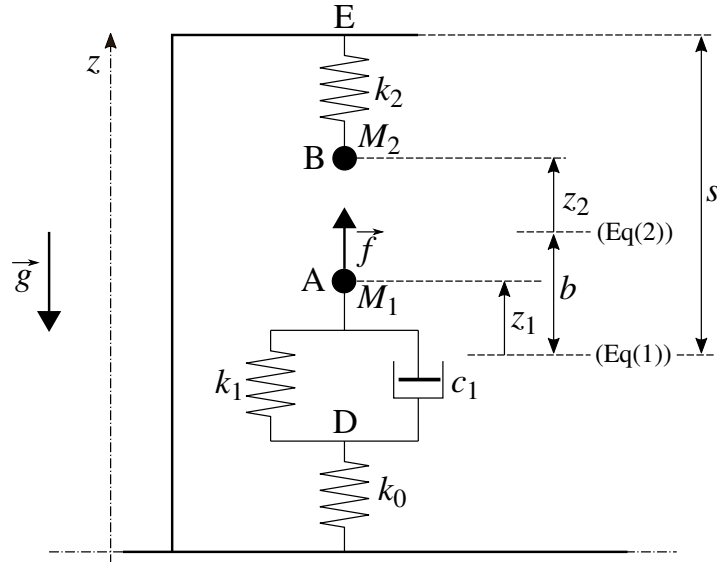 E
z
k₂
M₂
B
s
z₂
(Eq(2))
g
f
b
A
M₁
z₁
(Eq(1))
k₁
c₁
D
k₀